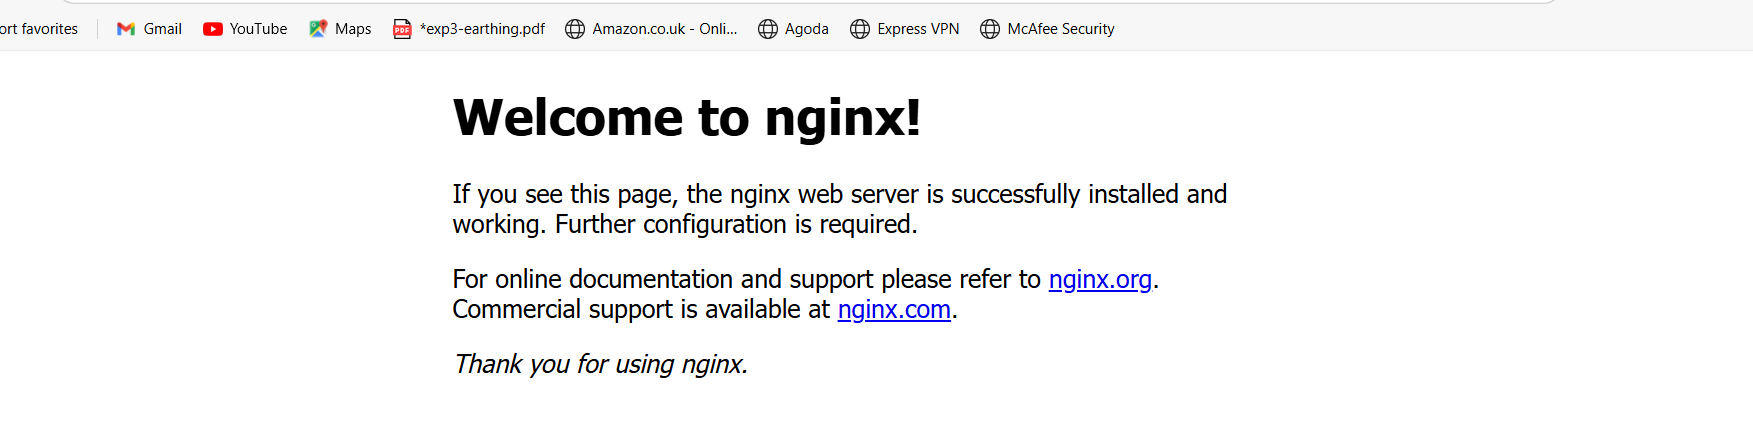 ort favorites Gmail YouTube Maps *exp3-earthing.pdf Amazon.co.uk - Onli... Agoda Express VPN McAfee Security
Welcome to nginx!
If you see this page, the nginx web server is successfully installed and
working. Further configuration is required.
For online documentation and support please refer to nginx.org.
Commercial support is available at nginx.com.
Thank you for using nginx.